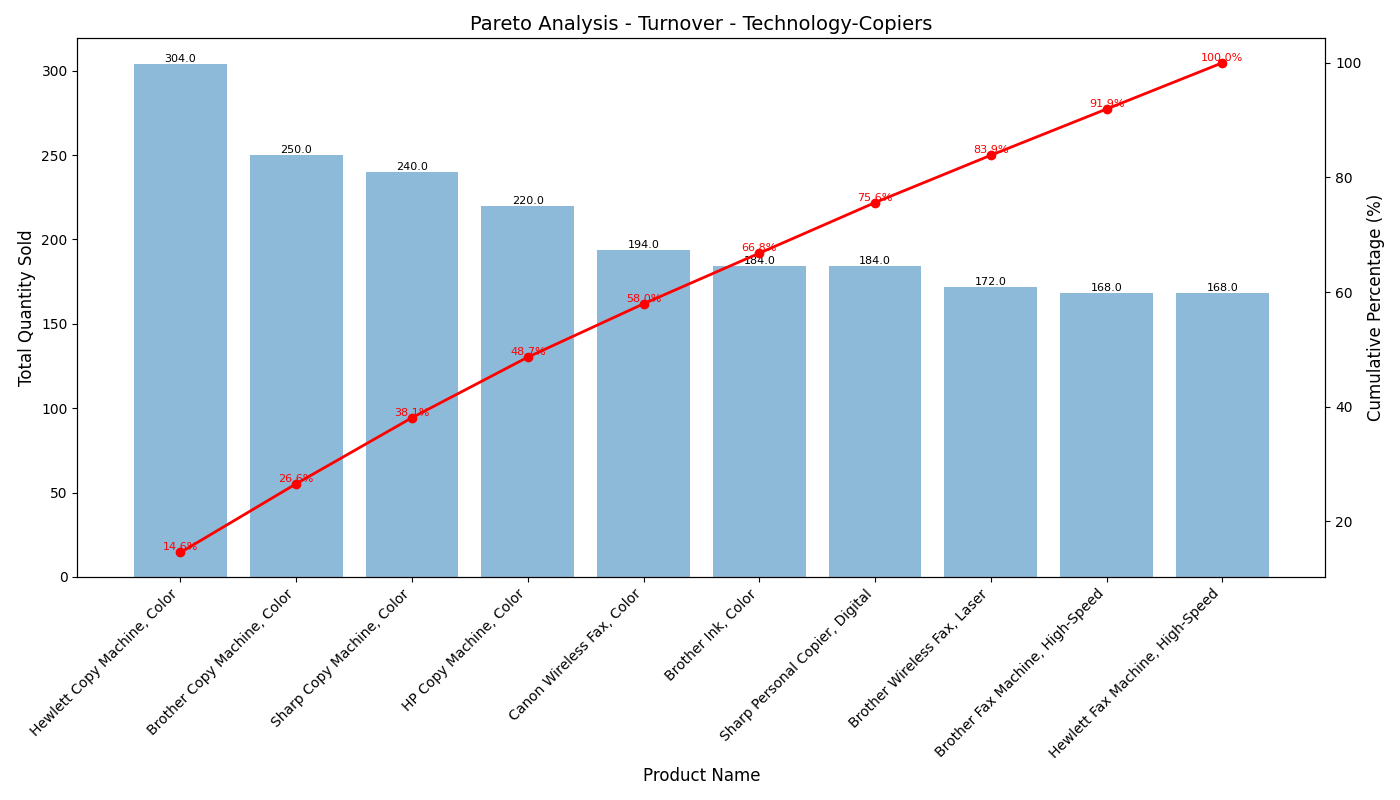 Pareto Analysis - Turnover - Technology-Copiers
Total Quantity Sold
300
250
200
150
100
50
0
304.0
250.0
240.0
220.0
194.0
184.0
184.0
172.0
168.0
168.0
14.6%
26.6%
38.1%
48.7%
58.0%
66.8%
75.6%
83.9%
91.9%
100.0%
100
80
60
40
20
Cumulative Percentage (%)
Hewlett Copy Machine, Color
Brother Copy Machine, Color
Sharp Copy Machine, Color
HP Copy Machine, Color
Canon Wireless Fax, Color
Brother Ink, Color
Sharp Personal Copier, Digital
Brother Wireless Fax, Laser
Brother Fax Machine, High-Speed
Hewlett Fax Machine, High-Speed
Product Name